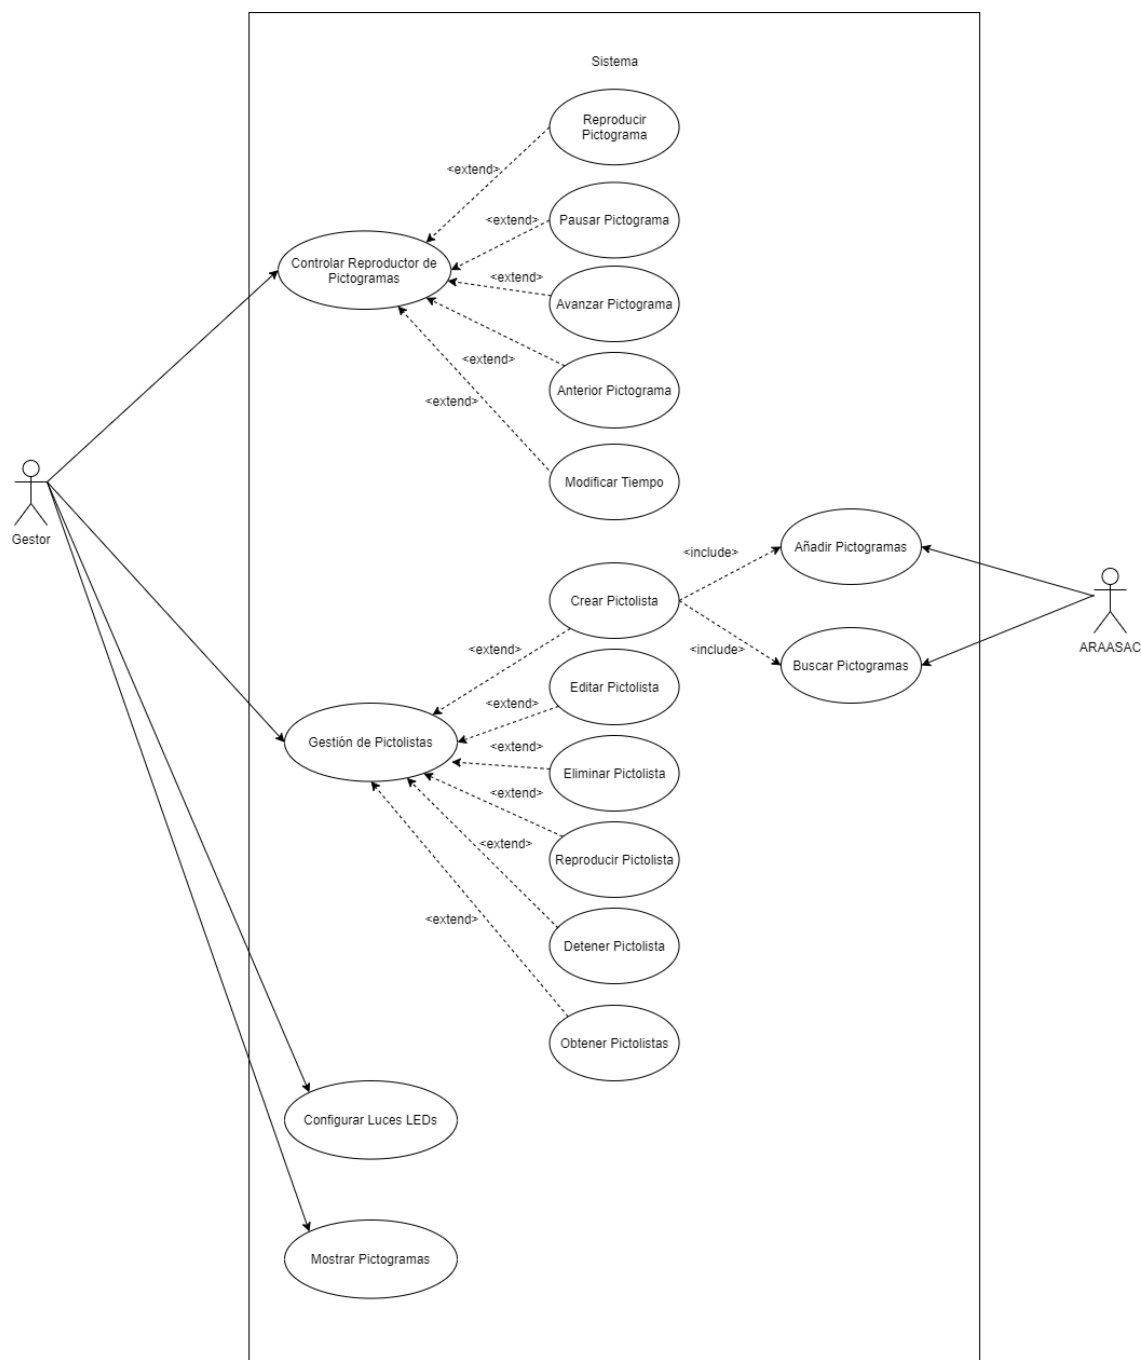 Sistema
Reproducir
Pictograma
<extend>
Pausar Pictograma
<extend>
Controlar Reproductor de
Pictogramas
<extend>
Avanzar Pictograma
<extend>
Anterior Pictograma
<extend>
Modificar Tiempo
Gestor
Añadir Pictogramas
<include>
Crear Pictolista
ARAASAC
<include>
Buscar Pictogramas
<extend>
Editar Pictolista
<extend>
Gestión de Pictolistas
<extend>
Eliminar Pictolista
<extend>
Reproducir Pictolista
<extend>
Detener Pictolista
<extend>
Obtener Pictolistas
Configurar Luces LEDs
Mostrar Pictogramas